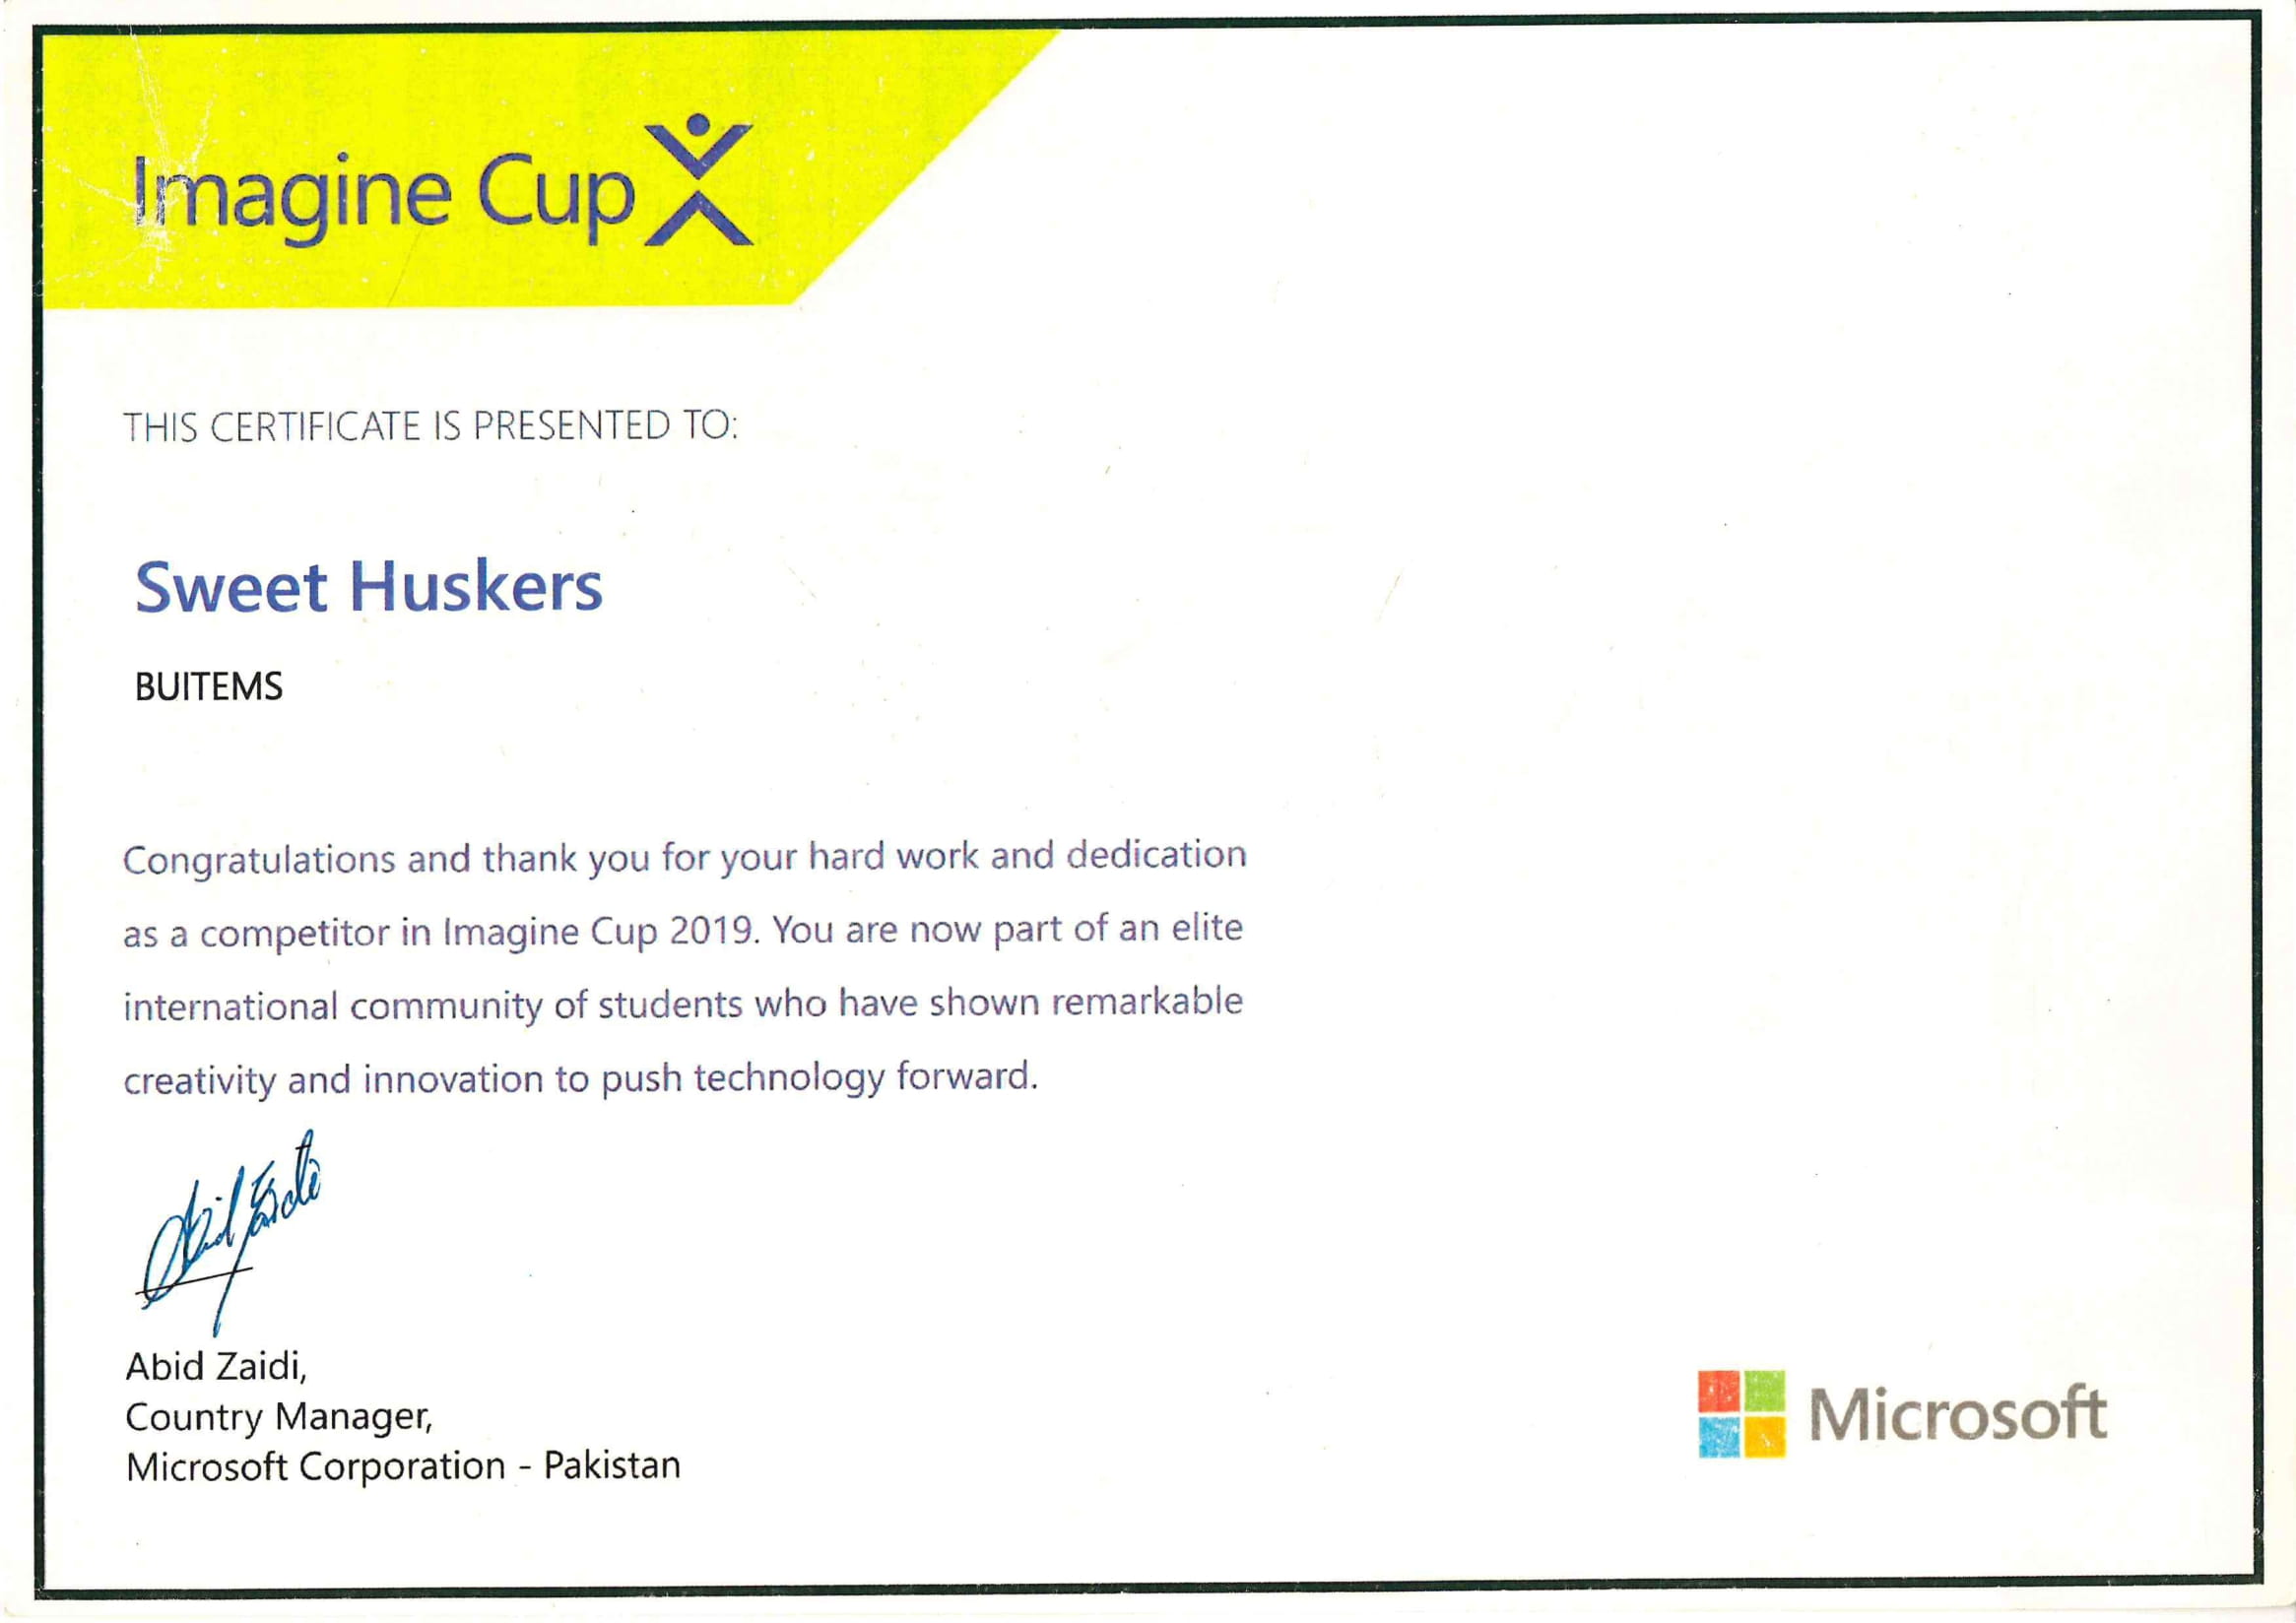 Imagine Cup
THIS CERTIFICATE IS PRESENTED TO:
Sweet Huskers
BUITEMS
Congratulations and thank you for your hard work and dedication
as a competitor in Imagine Cup 2019. You are now part of an elite
international community of students who have shown remarkable
creativity and innovation to push technology forward.
Abid Zaidi
Abid Zaidi,
Country Manager,
Microsoft Corporation - Pakistan
Microsoft